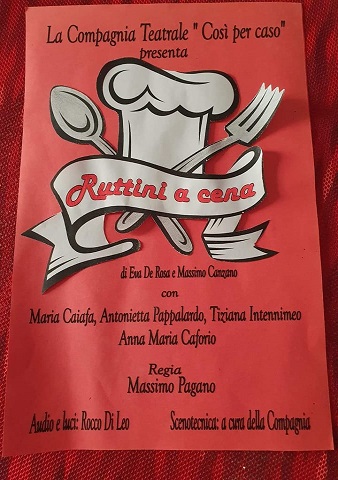 La Compagnia Teatrale " Così per caso"
presenta
Ruttini a cena
di Eva De Rosa e Massimo Canzano
con
Maria Caiafa, Antonietta Pappalardo, Tiziana Intennimeo
Anna Maria Caforio
Regia
Massimo Pagano
Audio e luci: Rocco Di Leo
Scenotecnica: a cura della Compagnia